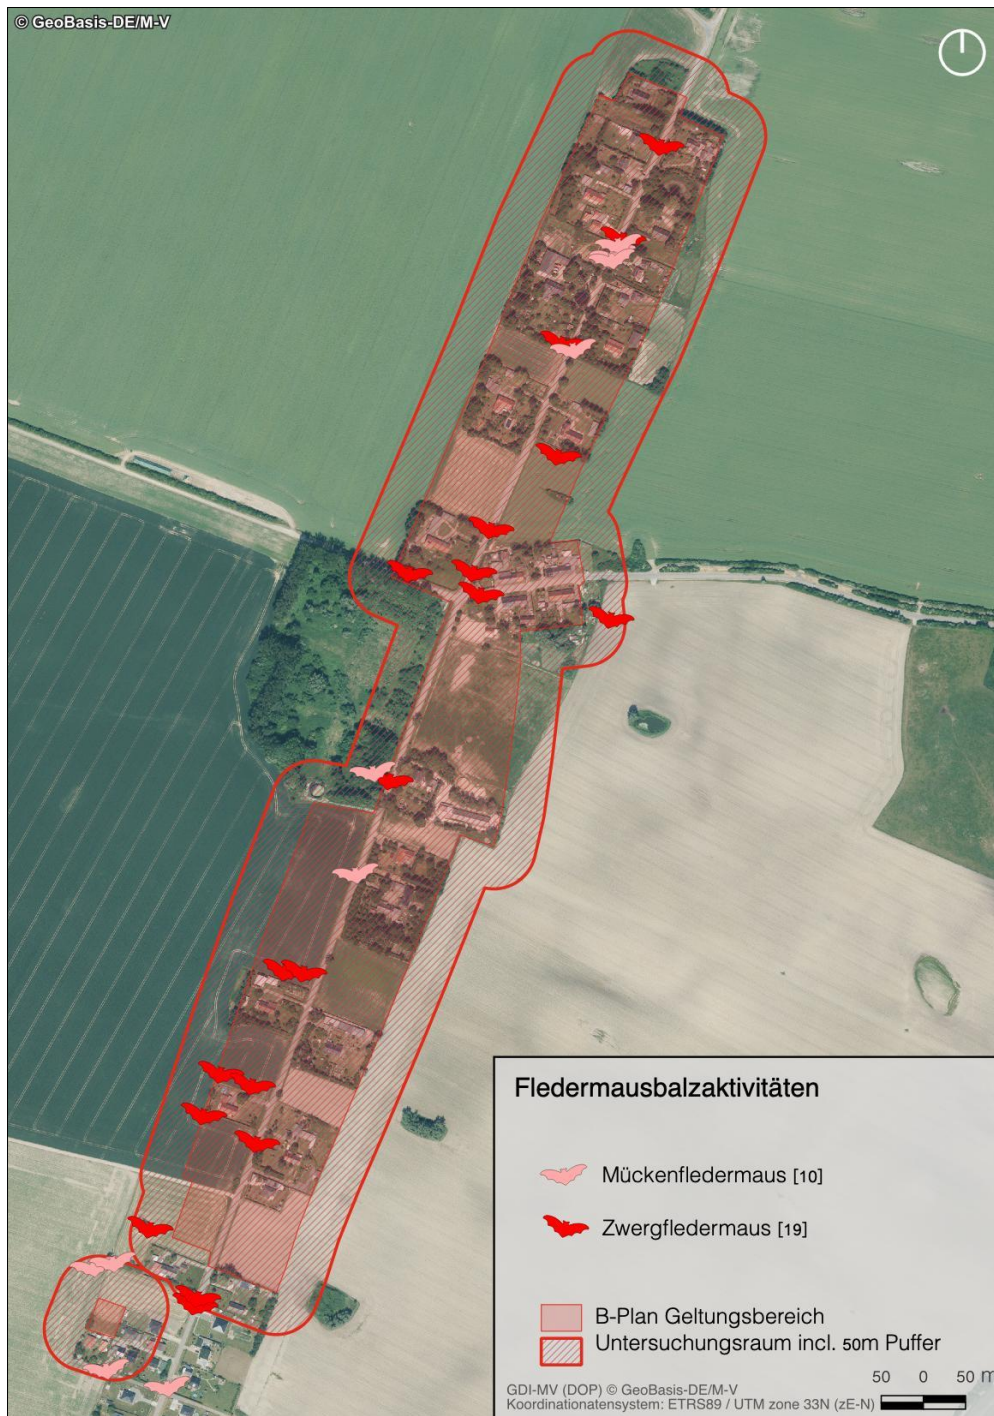 © GeoBasis-DE/M-V
Fledermausbalzaktivitäten
Mückenfledermaus [10]
Zwergfledermaus [19]
B-Plan Geltungsbereich
Untersuchungsraum incl. 50m Puffer
50 0 50 m
GDI-MV (DOP) © GeoBasis-DE/M-V
Koordinationatensystem: ETRS89 / UTM zone 33N (zE-N)